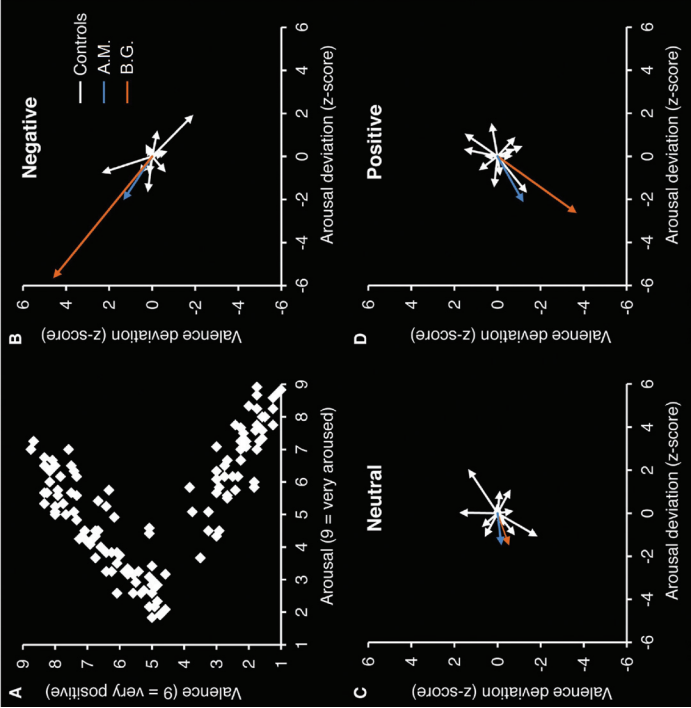 A
Valence (9 = very positive)
9
8
7
6
5
4
3
2
1
1 2 3 4 5 6 7 8 9
Arousal (9 = very aroused)
B
Negative
Controls
A.M.
B.G.
Valence deviation (z-score)
6
4
2
0
-2
-4
-6
-6 -4 -2 0 2 4 6
Arousal deviation (z-score)
C
Neutral
Valence deviation (z-score)
6
4
2
0
-2
-4
-6
-6 -4 -2 0 2 4 6
Arousal deviation (z-score)
D
Positive
Valence deviation (z-score)
6
4
2
0
-2
-4
-6
-6 -4 -2 0 2 4 6
Arousal deviation (z-score)